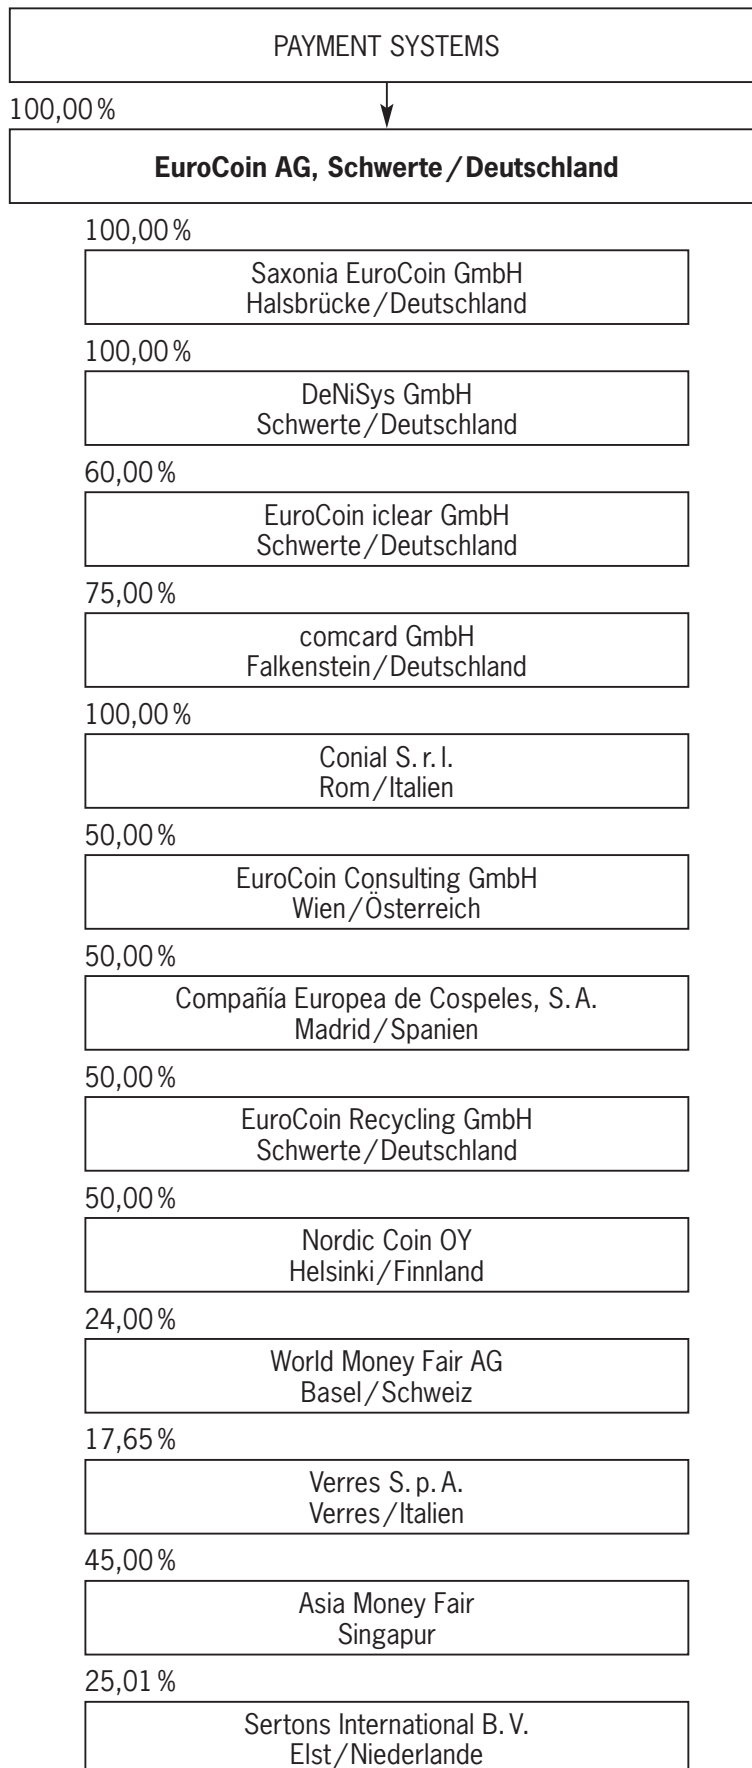 PAYMENT SYSTEMS
100,00 %
EuroCoin AG, Schwerte / Deutschland
100,00 %
Saxonia EuroCoin GmbH
Halsbrücke / Deutschland
100,00 %
DeNiSys GmbH
Schwerte / Deutschland
60,00 %
EuroCoin iclear GmbH
Schwerte / Deutschland
75,00 %
comcard GmbH
Falkenstein / Deutschland
100,00 %
Conial S. r. l.
Rom / Italien
50,00 %
EuroCoin Consulting GmbH
Wien / Österreich
50,00 %
Compañía Europea de Cospeles, S. A.
Madrid / Spanien
50,00 %
EuroCoin Recycling GmbH
Schwerte / Deutschland
50,00 %
Nordic Coin OY
Helsinki / Finnland
24,00 %
World Money Fair AG
Basel / Schweiz
17,65 %
Verres S. p. A.
Verres / Italien
45,00 %
Asia Money Fair
Singapur
25,01 %
Sertons International B. V.
Elst / Niederlande